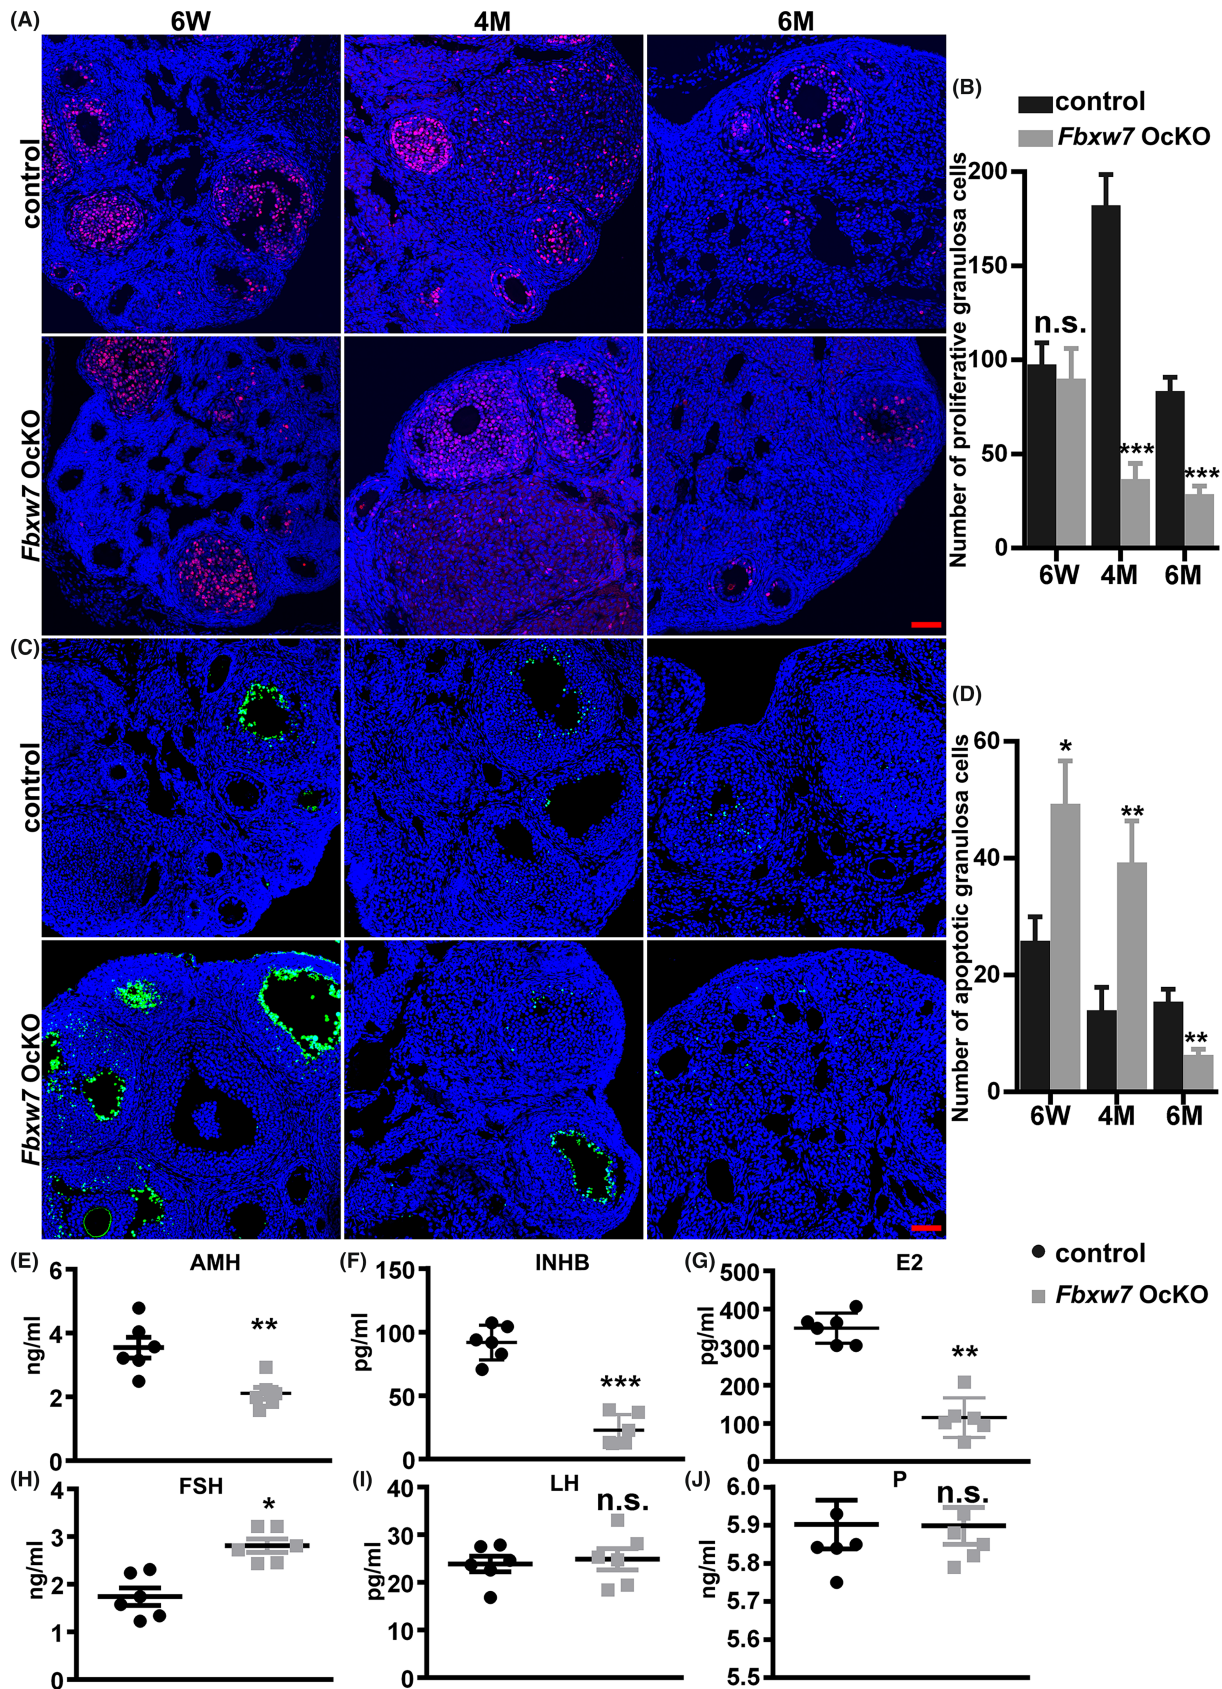 (A)
6W
4M
6M
control
Fbxw7 OcKO
(B)
control
Fbxw7 OcKO
Number of proliferative granulosa cells
200
150
100
50
0
n.s.
***
***
6W
4M
6M
(C)
control
Fbxw7 OcKO
(D)
Number of apoptotic granulosa cells
60
40
20
0
*
**
**
6W
4M
6M
control
Fbxw7 OcKO
(E)
AMH
ng/ml
6
4
2
0
**
(F)
INHB
pg/ml
150
100
50
0
***
(G)
E2
pg/ml
500
400
300
200
100
0
**
(H)
FSH
ng/ml
4
3
2
1
0
*
(I)
LH
pg/ml
40
30
20
10
0
n.s.
(J)
P
ng/ml
6.0
5.9
5.8
5.7
5.6
5.5
n.s.